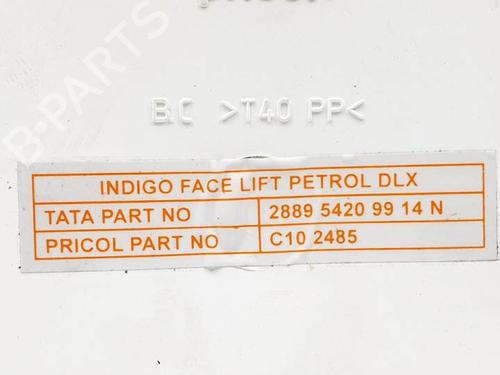 B-PARTS
B.C >T40 PP<
INDIGO FACE LIFT PETROL DLX
TATA PART NO 2889 5420 99 14 N
PRICOL PART NO C10 2485